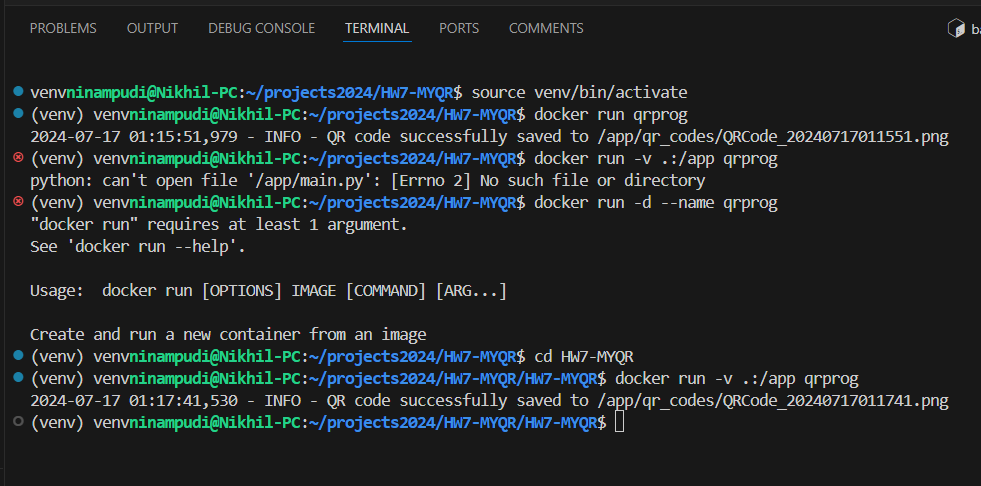 PROBLEMS OUTPUT DEBUG CONSOLE TERMINAL PORTS COMMENTS ba
venvninampudi@Nikhil-PC:~/projects2024/HW7-MYQR$ source venv/bin/activate
(venv) venvninampudi@Nikhil-PC:~/projects2024/HW7-MYQR$ docker run qrprog
2024-07-17 01:15:51,979 - INFO - QR code successfully saved to /app/qr_codes/QRCode_20240717011551.png
(venv) venvninampudi@Nikhil-PC:~/projects2024/HW7-MYQR$ docker run -v .:/app qrprog
python: can't open file '/app/main.py': [Errno 2] No such file or directory
(venv) venvninampudi@Nikhil-PC:~/projects2024/HW7-MYQR$ docker run -d --name qrprog
"docker run" requires at least 1 argument.
See 'docker run --help'.
Usage:  docker run [OPTIONS] IMAGE [COMMAND] [ARG...]
Create and run a new container from an image
(venv) venvninampudi@Nikhil-PC:~/projects2024/HW7-MYQR$ cd HW7-MYQR
(venv) venvninampudi@Nikhil-PC:~/projects2024/HW7-MYQR/HW7-MYQR$ docker run -v .:/app qrprog
2024-07-17 01:17:41,530 - INFO - QR code successfully saved to /app/qr_codes/QRCode_20240717011741.png
(venv) venvninampudi@Nikhil-PC:~/projects2024/HW7-MYQR/HW7-MYQR$